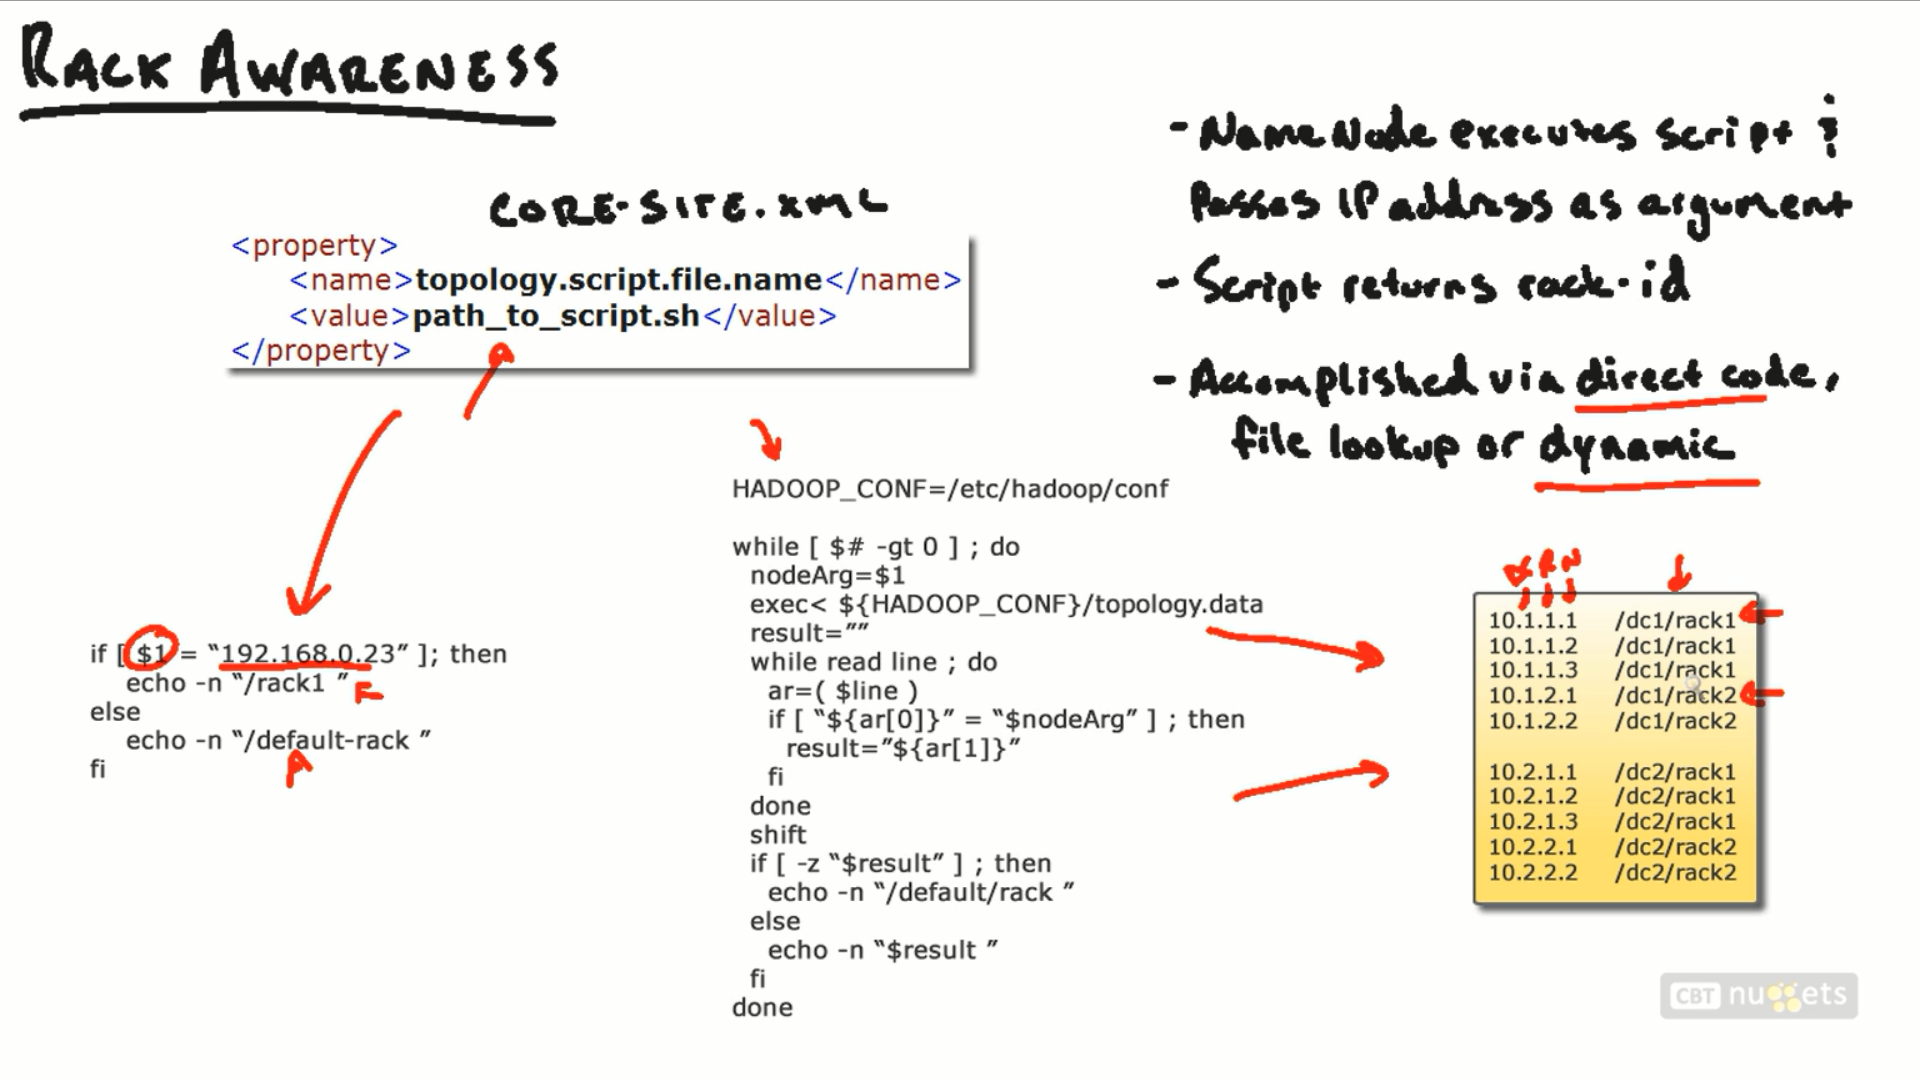 RACK AWARENESS
CORE-SITE.XML
<property>
<name>topology.script.file.name</name>
<value>path_to_script.sh</value>
</property>
- NameNode executes script &
Passes IP address as argument
- Script returns rack-id
- Accomplished via direct code,
file lookup or dynamic
if [ $1 = “192.168.0.23” ]; then
echo -n “/rack1 ”
else
echo -n “/default-rack ”
fi
HADOOP_CONF=/etc/hadoop/conf
while [ $# -gt 0 ] ; do
nodeArg=$1
exec< ${HADOOP_CONF}/topology.data
result=””
while read line ; do
ar=( $line )
if [ “${ar[0]}” = “$nodeArg” ] ; then
result=”${ar[1]}”
fi
done
shift
if [ -z “$result” ] ; then
echo -n “/default/rack ”
else
echo -n “$result ”
fi
done
R N
10.1.1.1 /dc1/rack1
10.1.1.2 /dc1/rack1
10.1.1.3 /dc1/rack1
10.1.2.1 /dc1/rack2
10.1.2.2 /dc1/rack2
10.2.1.1 /dc2/rack1
10.2.1.2 /dc2/rack1
10.2.1.3 /dc2/rack1
10.2.2.1 /dc2/rack2
10.2.2.2 /dc2/rack2
CBT nuggets